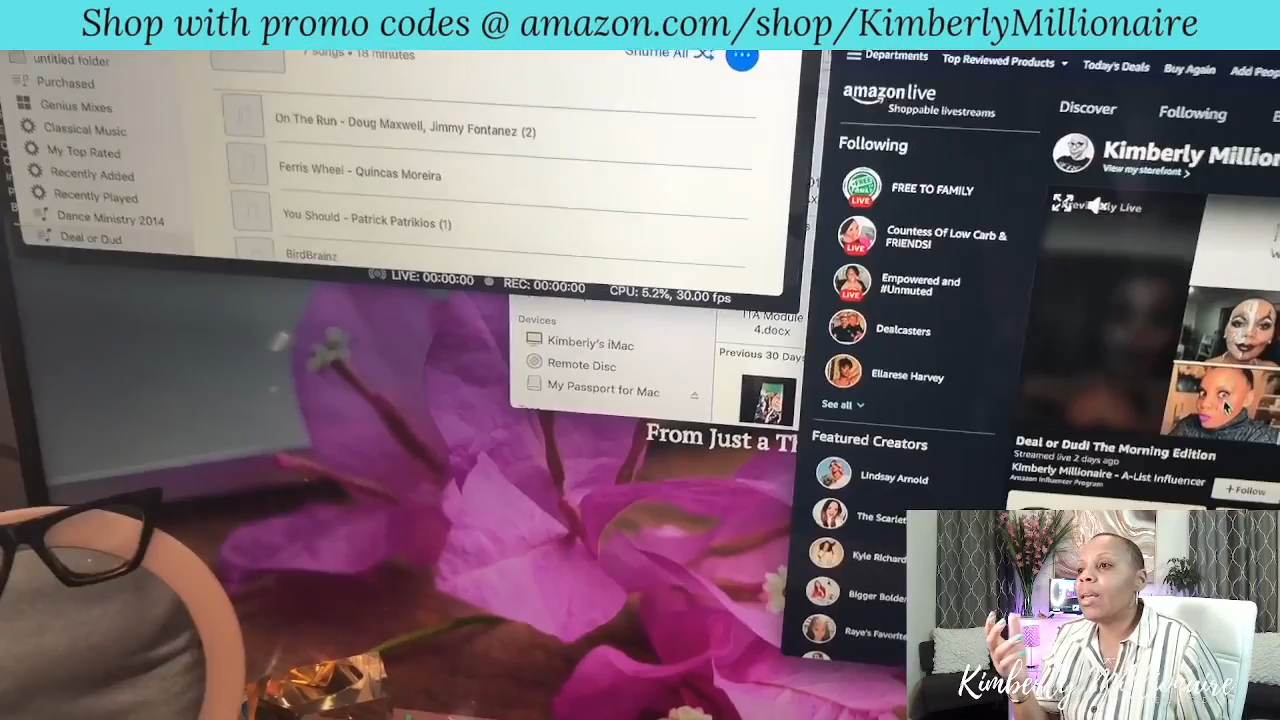 Shop with promo codes @ amazon.com/shop/KimberlyMillionaire
untitled folder
Purchased
Genius Mixes
Classical Music
My Top Rated
Recently Added
Recently Played
Dance Ministry 2014
Deal or Dud
7 songs • 18 minutes
Shuffle All
On The Run - Doug Maxwell, Jimmy Fontanez (2)
Ferris Wheel - Quincas Moreira
You Should - Patrick Patrikios (1)
BirdBrainz
LIVE: 00:00:00 REC: 00:00:00 CPU: 5.2%, 30.00 fps
Devices
Kimberly's iMac
Remote Disc
My Passport for Mac
ITA Module
4.docx
Previous 30 Days
From Just a
Departments Top Reviewed Products Today's Deals Buy Again Add
amazon live
Shoppable livestreams
Discover Following
Following
FREE TO FAMILY
LIVE
Countess Of Low Carb &
FRIENDS!
LIVE
Empowered and
#Unmuted
LIVE
Dealcasters
Ellarese Harvey
See all
Featured Creators
Lindsay Arnold
The Scarlet
Kyle Richard
Bigger Bolder
Raye's Favorite
Kimberly Million
View my storefront >
Previously Live
Deal or Dud! The Morning Edition
Streamed live 2 days ago
Kimberly Millionaire - A-List Influencer
Amazon Influencer Program
+ Follow
Kimberly Millionaire